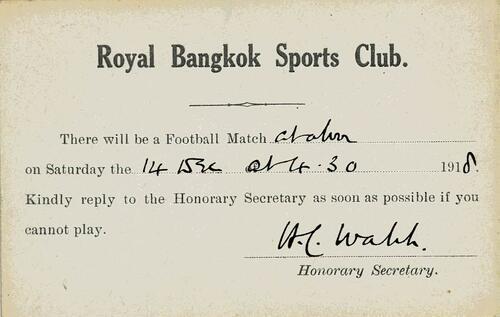 Royal Bangkok Sports Club.
There will be a Football Match
on Saturday the 14 Dec at 4.30 1918.
Kindly reply to the Honorary Secretary as soon as possible if you
cannot play.
Honorary Secretary.